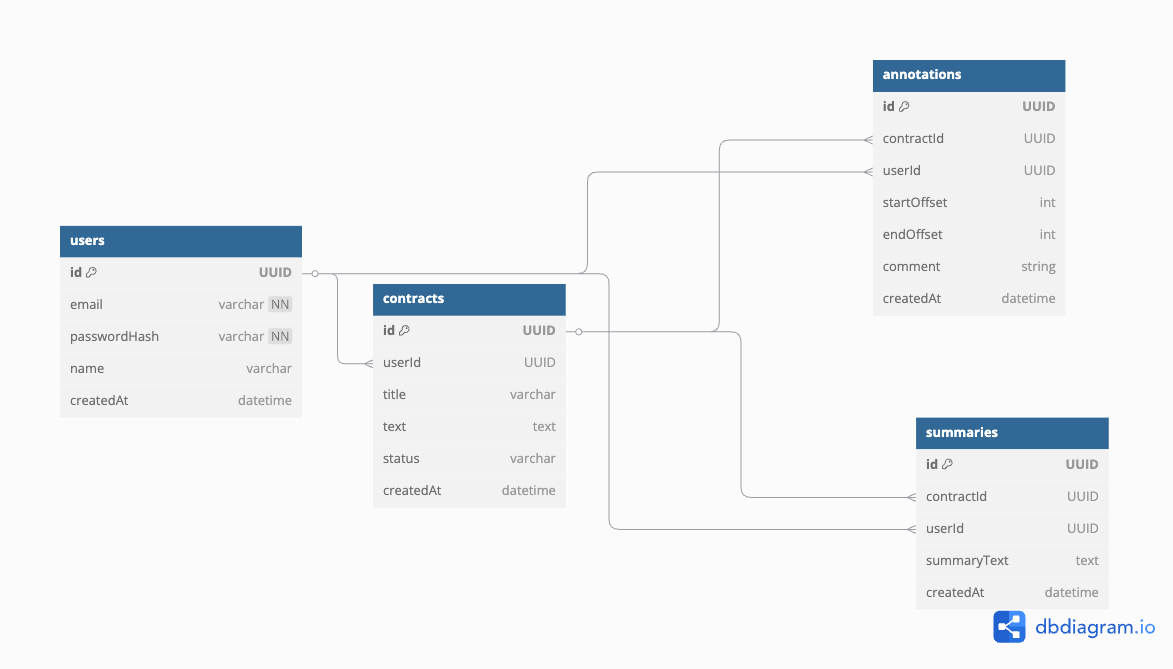 users
id UUID
email varchar NN
passwordHash varchar NN
name varchar
createdAt datetime
contracts
id UUID
userId UUID
title varchar
text text
status varchar
createdAt datetime
annotations
id UUID
contractId UUID
userId UUID
startOffset int
endOffset int
comment string
createdAt datetime
summaries
id UUID
contractId UUID
userId UUID
summaryText text
createdAt datetime
dbdiagram.io